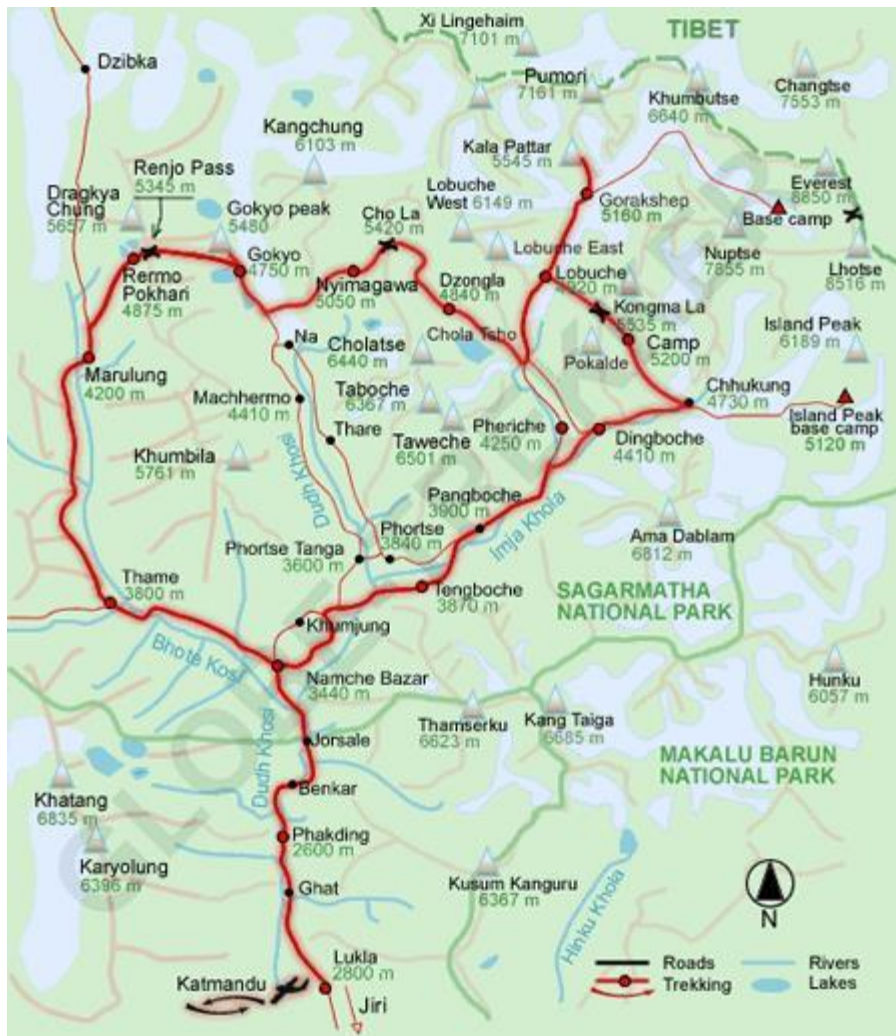 Xi Lingehaim
7101 m
TIBET
Dzibka
Pumori
7161 m
Changtse
7553 m
Khumbutse
6640 m
Kangchung
6103 m
Kala Pattar
5545 m
Renjo Pass
5345 m
Dragkya
Chung
5657 m
Lobuche
West 6149 m
Gorakshep
5160 m
Everest
8850 m
Base camp
Gokyo peak
5480
Cho La
5420 m
Lobuche East
Nuptse
7855 m
Lhotse
8516 m
Rermo
Pokhari
4875 m
Gokyo
4750 m
Nyimagawa
5050 m
Dzongla
4840 m
Lobuche
4920 m
Kongma La
5535 m
Island Peak
6189 m
Na
Cholatse
6440 m
Chola Tsho
Pokalde
Camp
5200 m
Marulung
4200 m
Machhermo
4410 m
Taboche
6367 m
Chhukung
4730 m
Island Peak
base camp
5120 m
Thare
Taweche
6501 m
Pheriche
4250 m
Dingboche
4410 m
Khumbila
5761 m
Dudh Khosi
Pangboche
3900 m
Imja Khola
Phortse
3840 m
Phortse Tanga
3600 m
Ama Dablam
6812 m
Thame
3800 m
Tengboche
3870 m
SAGARMATHA
NATIONAL PARK
Khumjung
Bhote Kosi
Namche Bazar
3440 m
Hunku
6057 m
Thamserku
6623 m
Kang Taiga
6685 m
Jorsale
MAKALU BARUN
NATIONAL PARK
Dudh Khosi
Benkar
Khatang
6835 m
Phakding
2600 m
Karyolung
6396 m
Ghat
Kusum Kanguru
6367 m
Hinku Khola
N
Lukla
2800 m
Katmandu
Jiri
Roads
Rivers
Trekking
Lakes